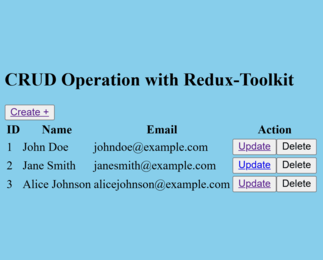 CRUD Operation with Redux-Toolkit
Create +
ID Name Email Action
1 John Doe johndoe@example.com Update Delete
2 Jane Smith janesmith@example.com Update Delete
3 Alice Johnson alicejohnson@example.com Update Delete